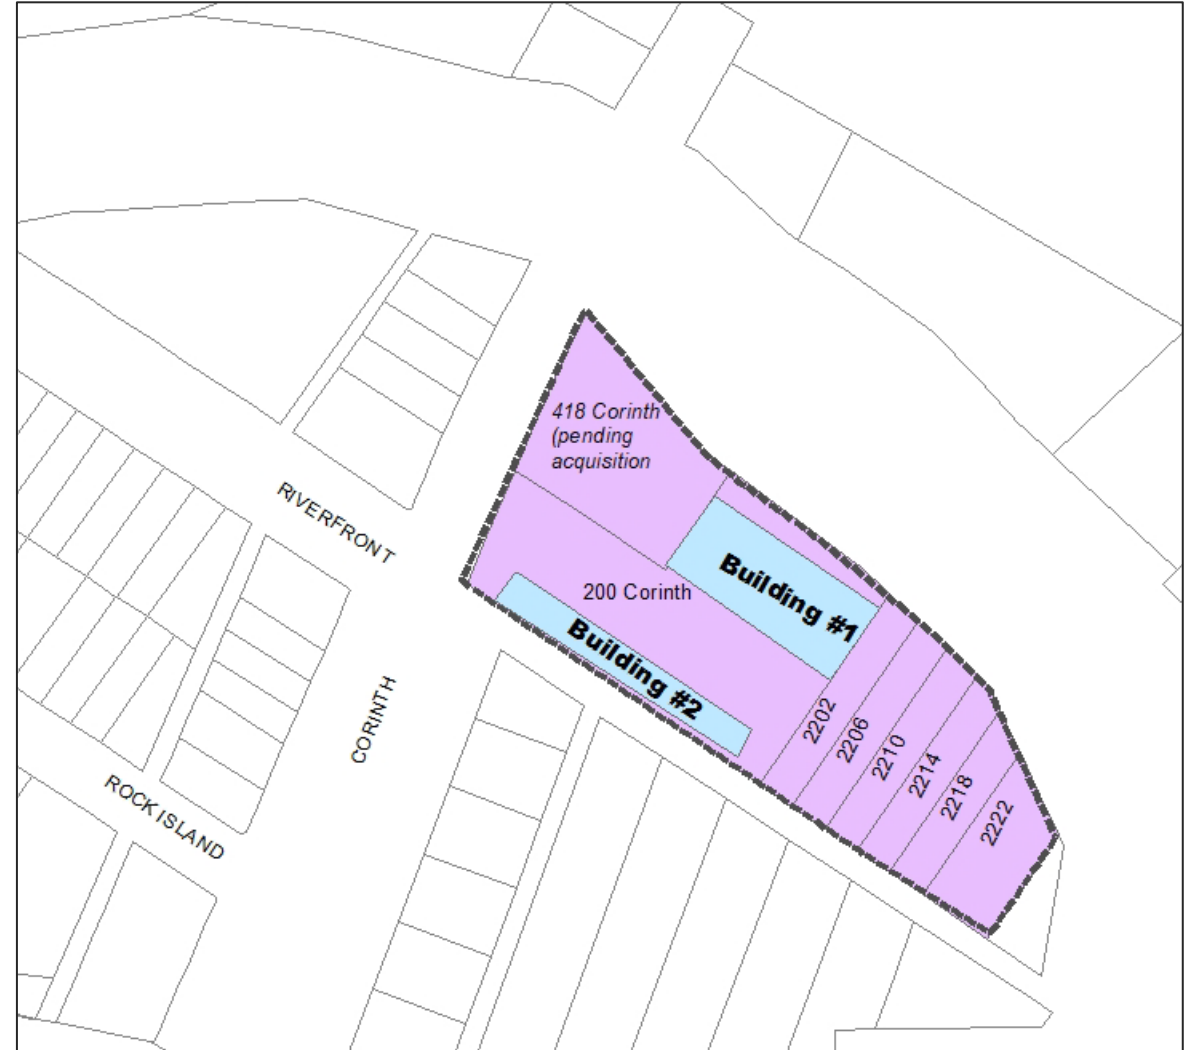 418 Corinth
(pending
acquisition
RIVERFRONT
Building #1
200 Corinth
Building #2
CORINTH
2202
2206
2210
2214
2218
2222
ROCK ISLAND